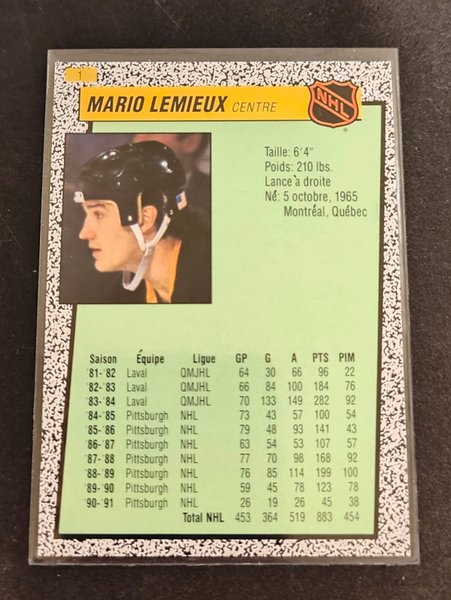 1
MARIO LEMIEUX CENTRE
NHL
Taille: 6'4"
Poids: 210 lbs.
Lance à droite
Né: 5 octobre, 1965
Montréal, Québec
Saison Équipe Ligue GP G A PTS PIM
'81-'82 Laval QMJHL 64 30 66 96 22
'82-'83 Laval QMJHL 66 84 100 184 76
'83-'84 Laval QMJHL 70 133 149 282 92
'84-'85 Pittsburgh NHL 73 43 57 100 54
'85-'86 Pittsburgh NHL 79 48 93 141 43
'86-'87 Pittsburgh NHL 63 54 53 107 57
'87-'88 Pittsburgh NHL 77 70 98 168 92
'88-'89 Pittsburgh NHL 76 85 114 199 100
'89-'90 Pittsburgh NHL 59 45 78 123 78
'90-'91 Pittsburgh NHL 26 19 26 45 38
Total NHL 453 364 519 883 454